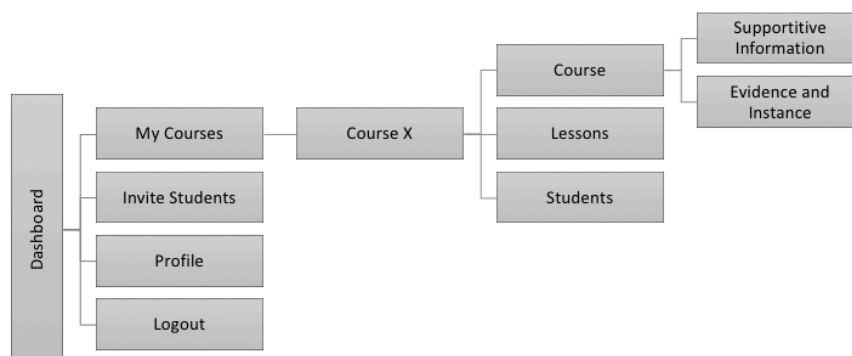 Dashboard
My Courses
Invite Students
Profile
Logout
Course X
Course
Lessons
Students
Supportitive
Information
Evidence and
Instance